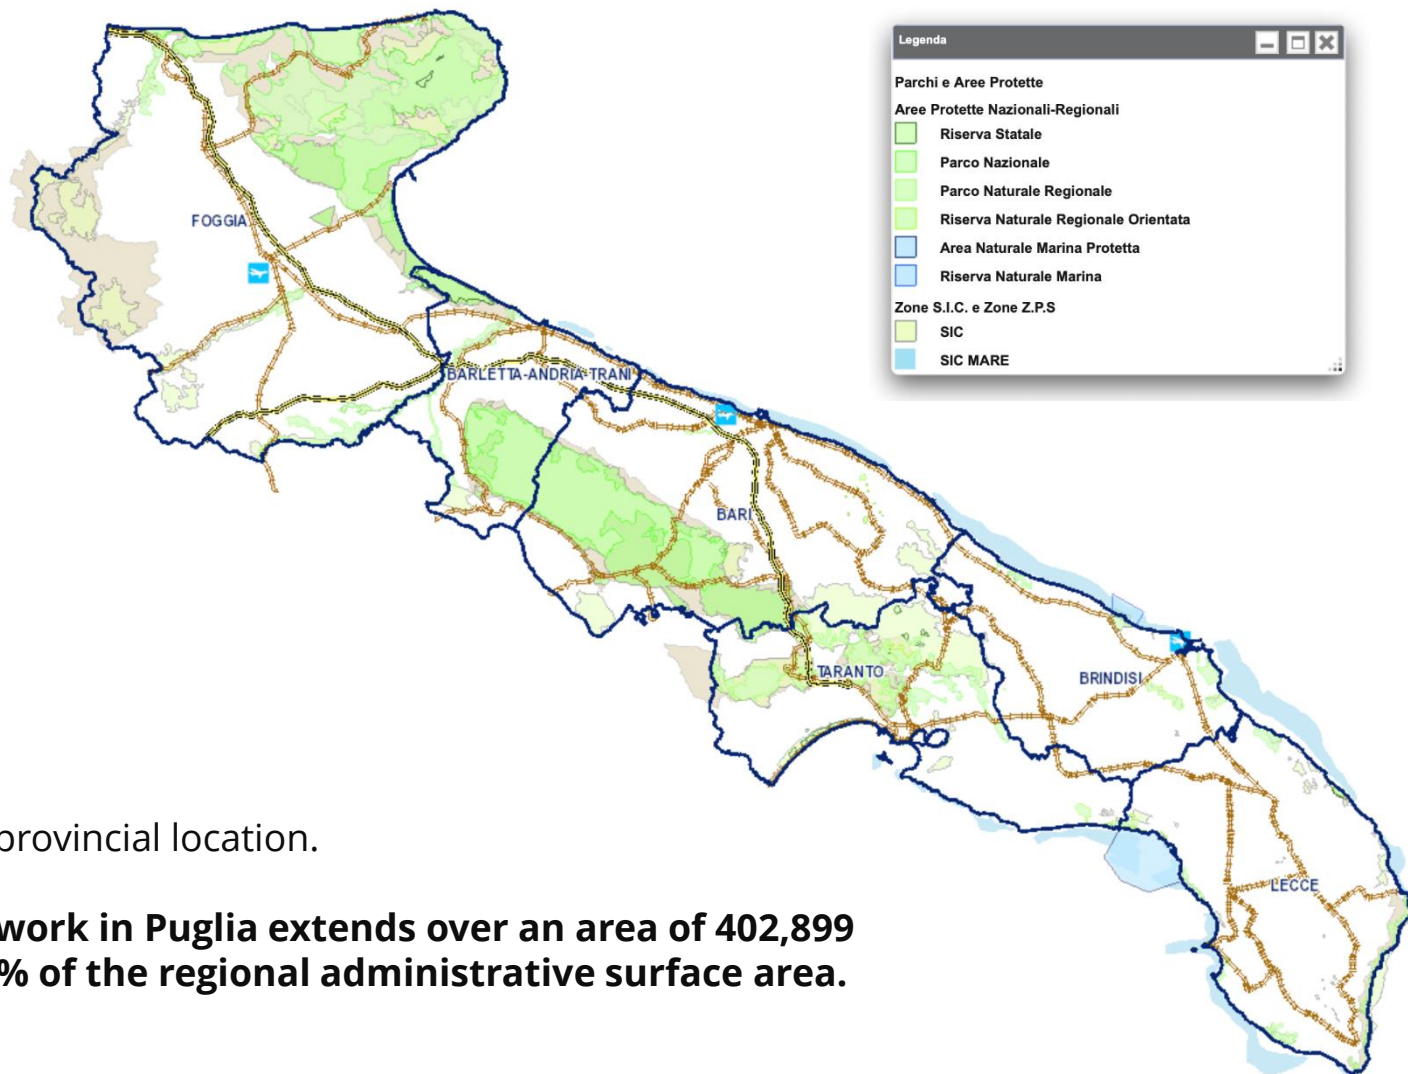 Legenda
Parchi e Aree Protette
Aree Protette Nazionali-Regionali
Riserva Statale
Parco Nazionale
Parco Naturale Regionale
Riserva Naturale Regionale Orientata
Area Naturale Marina Protetta
Riserva Naturale Marina
Zone S.I.C. e Zone Z.P.S
SIC
SIC MARE
FOGGIA
BARLETTA-ANDRIA-TRANI
BARI
TARANTO
BRINDISI
LECCE
provincial location.
work in Puglia extends over an area of 402,899
% of the regional administrative surface area.